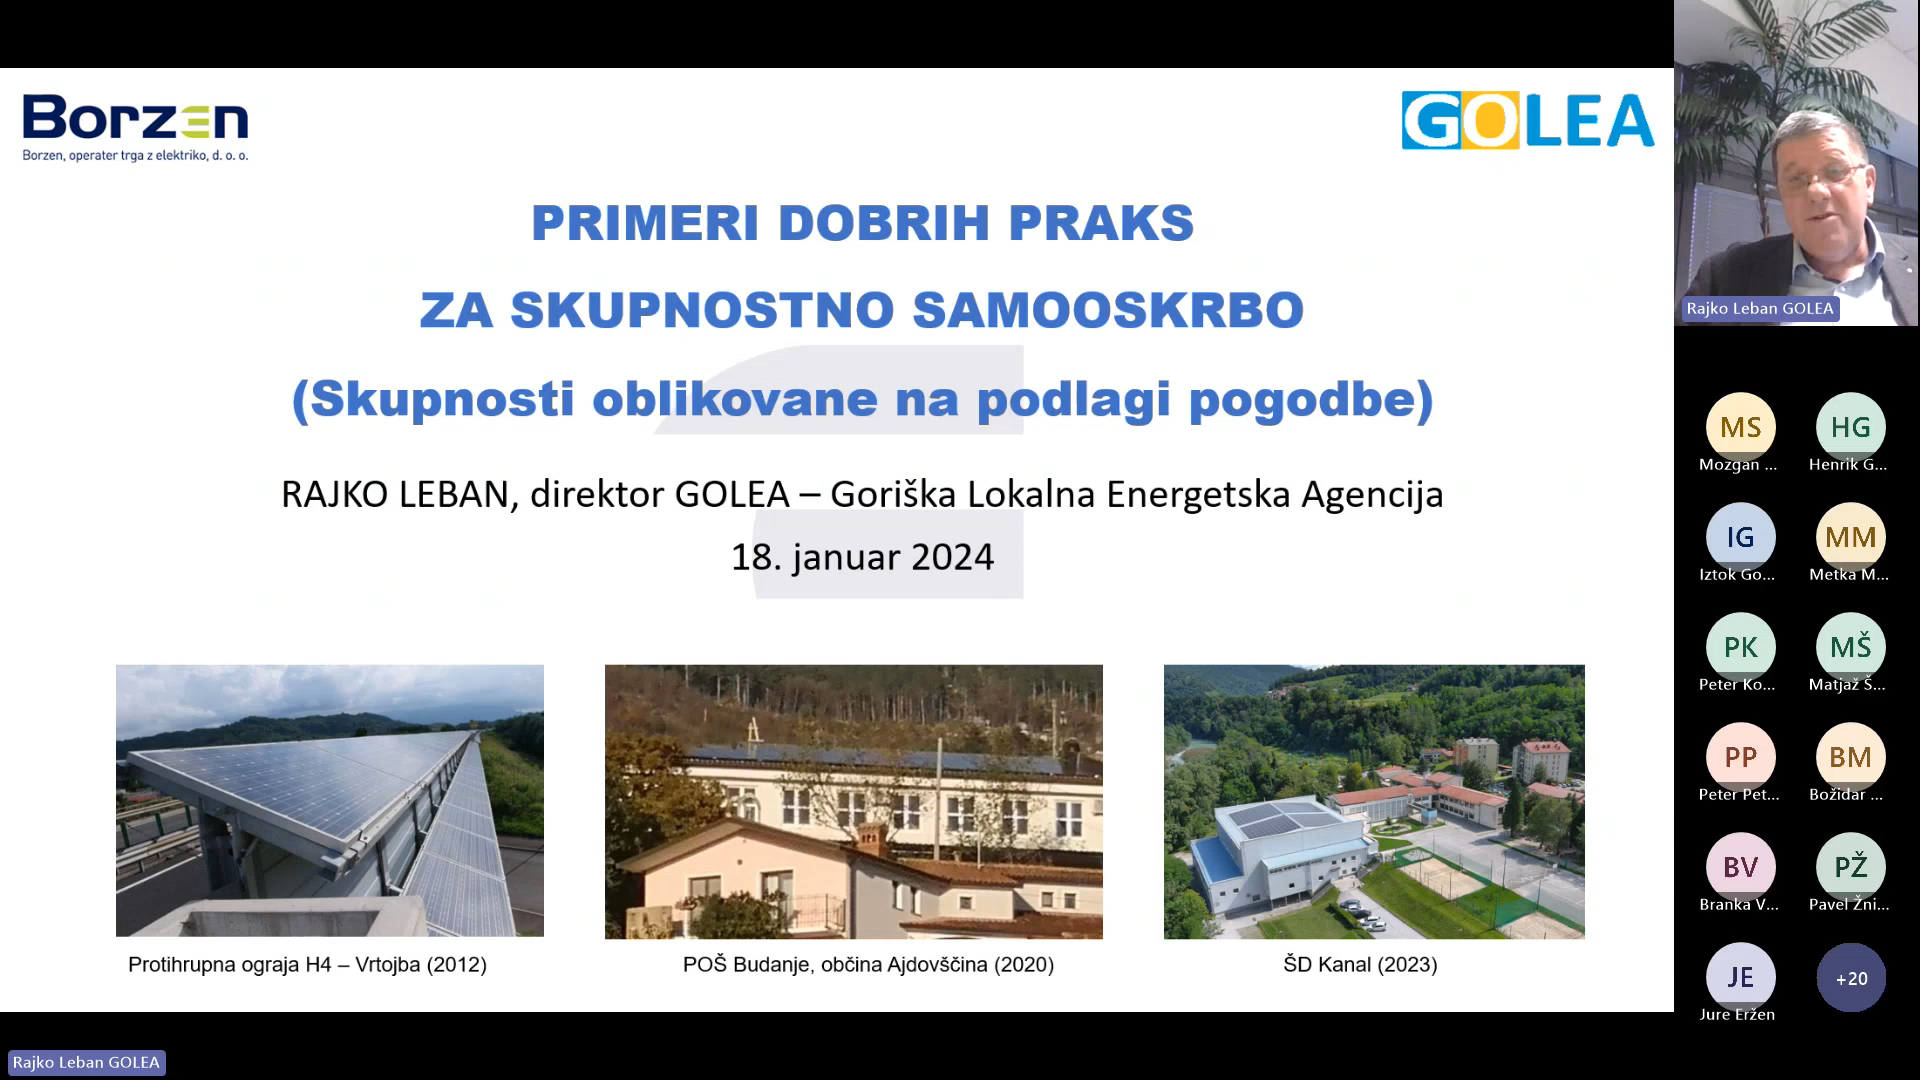 Borzen
Borzen, operater trga z elektriko, d. o. o.
GOLEA
PRIMERI DOBRIH PRAKS
ZA SKUPNOSTNO SAMOOSKRBO
(Skupnosti oblikovane na podlagi pogodbe)
RAJKO LEBAN, direktor GOLEA – Goriška Lokalna Energetska Agencija
18. januar 2024
Protihrupna ograja H4 – Vrtojba (2012)
POŠ Budanje, občina Ajdovščina (2020)
ŠD Kanal (2023)
Rajko Leban GOLEA
MS
Mozgan ...
HG
Henrik G...
IG
Iztok Go...
MM
Metka M...
PK
Peter Ko...
MŠ
Matjaž Š...
PP
Peter Pet...
BM
Božidar ...
BV
Branka V...
PŽ
Pavel Žni...
JE
Jure Eržen
+20
Rajko Leban GOLEA